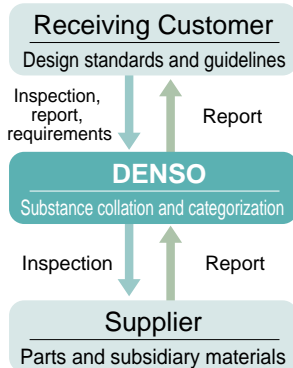 Receiving Customer
Design standards and guidelines
Inspection,
report,
requirements
Report
DENSO
Substance collation and categorization
Inspection
Report
Supplier
Parts and subsidiary materials